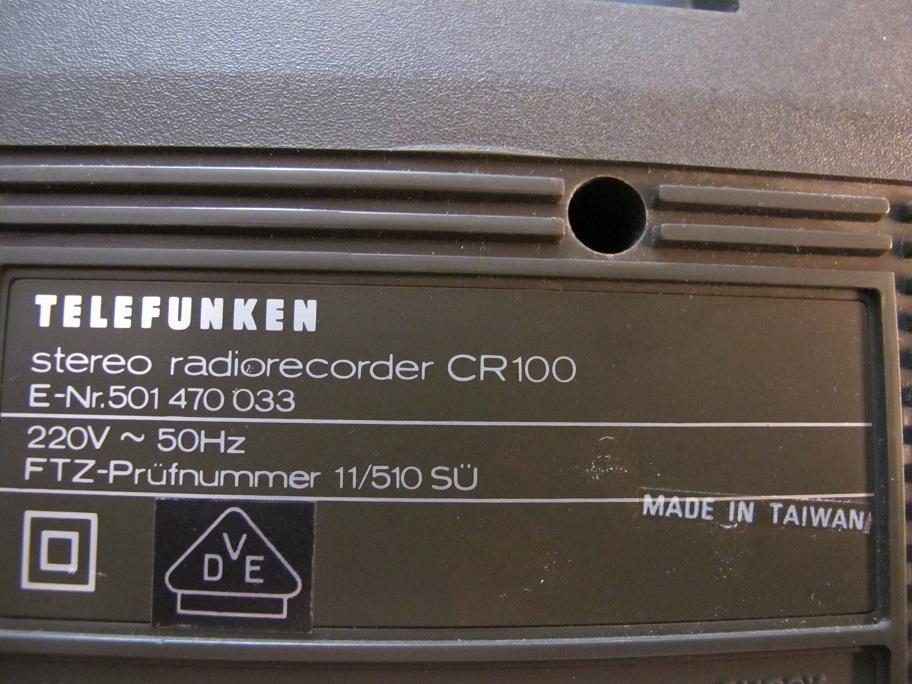 TELEFUNKEN
stereo radiorecorder CR100
E-Nr.501 470 033
220V ~ 50Hz
FTZ-Prüfnummer 11/510 SÜ
MADE IN TAIWAN
V
D E